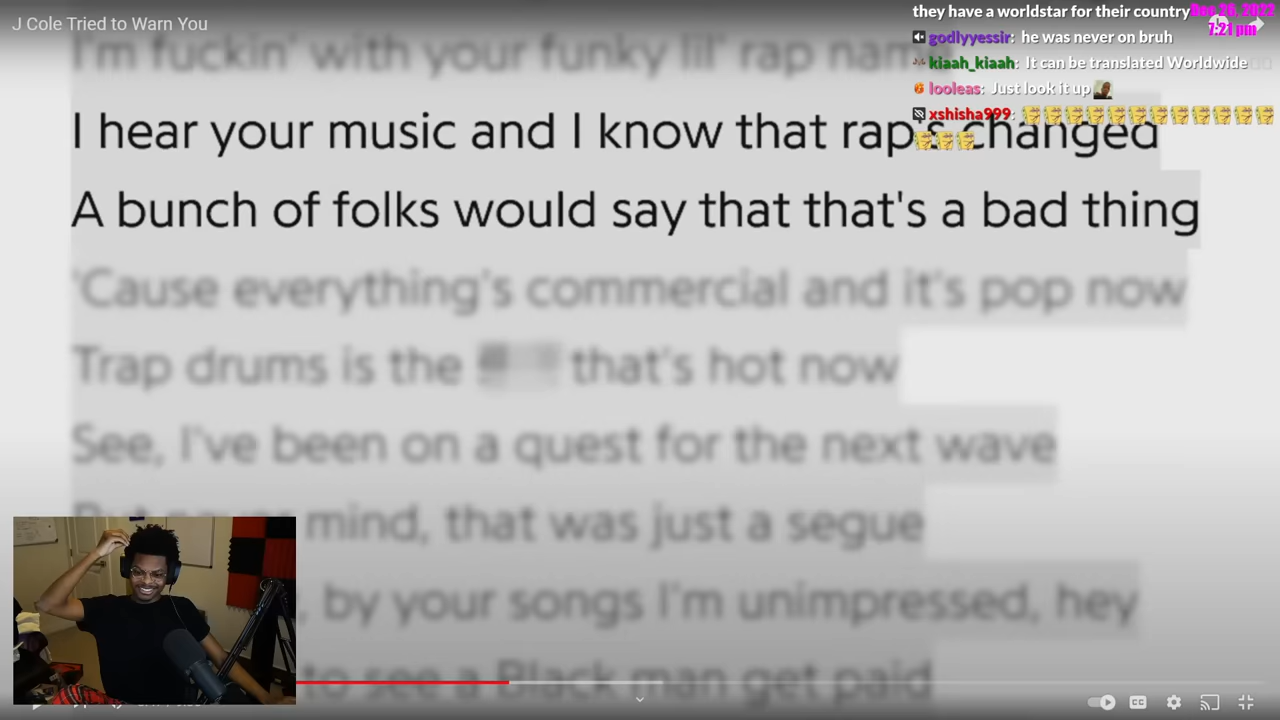 J Cole Tried to Warn You
they have a worldstar for their country
Dec 26, 2022
7:21 pm
godlyyessir: he was never on bruh
kiaah_kiaah: It can be translated Worldwide
looleas: Just look it up
xshisha999:
with you funky lil' rap
I hear your music and I know that rap's changed
A bunch of folks would say that that's a bad thing
'Cause everything's commercial and it's pop now
Trap drums is the that's hot now
See, I've been on a quest for the next wave
mind, that was just a segue
, by your songs I'm unimpressed, hey
to see a Black man get paid
CC